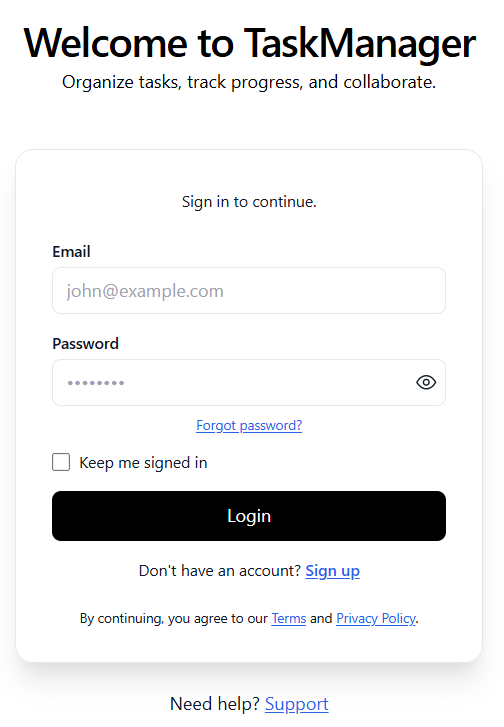 Welcome to TaskManager
Organize tasks, track progress, and collaborate.
Sign in to continue.
Email
john@example.com
Password
••••••••
Forgot password?
Keep me signed in
Login
Don't have an account? Sign up
By continuing, you agree to our Terms and Privacy Policy.
Need help? Support